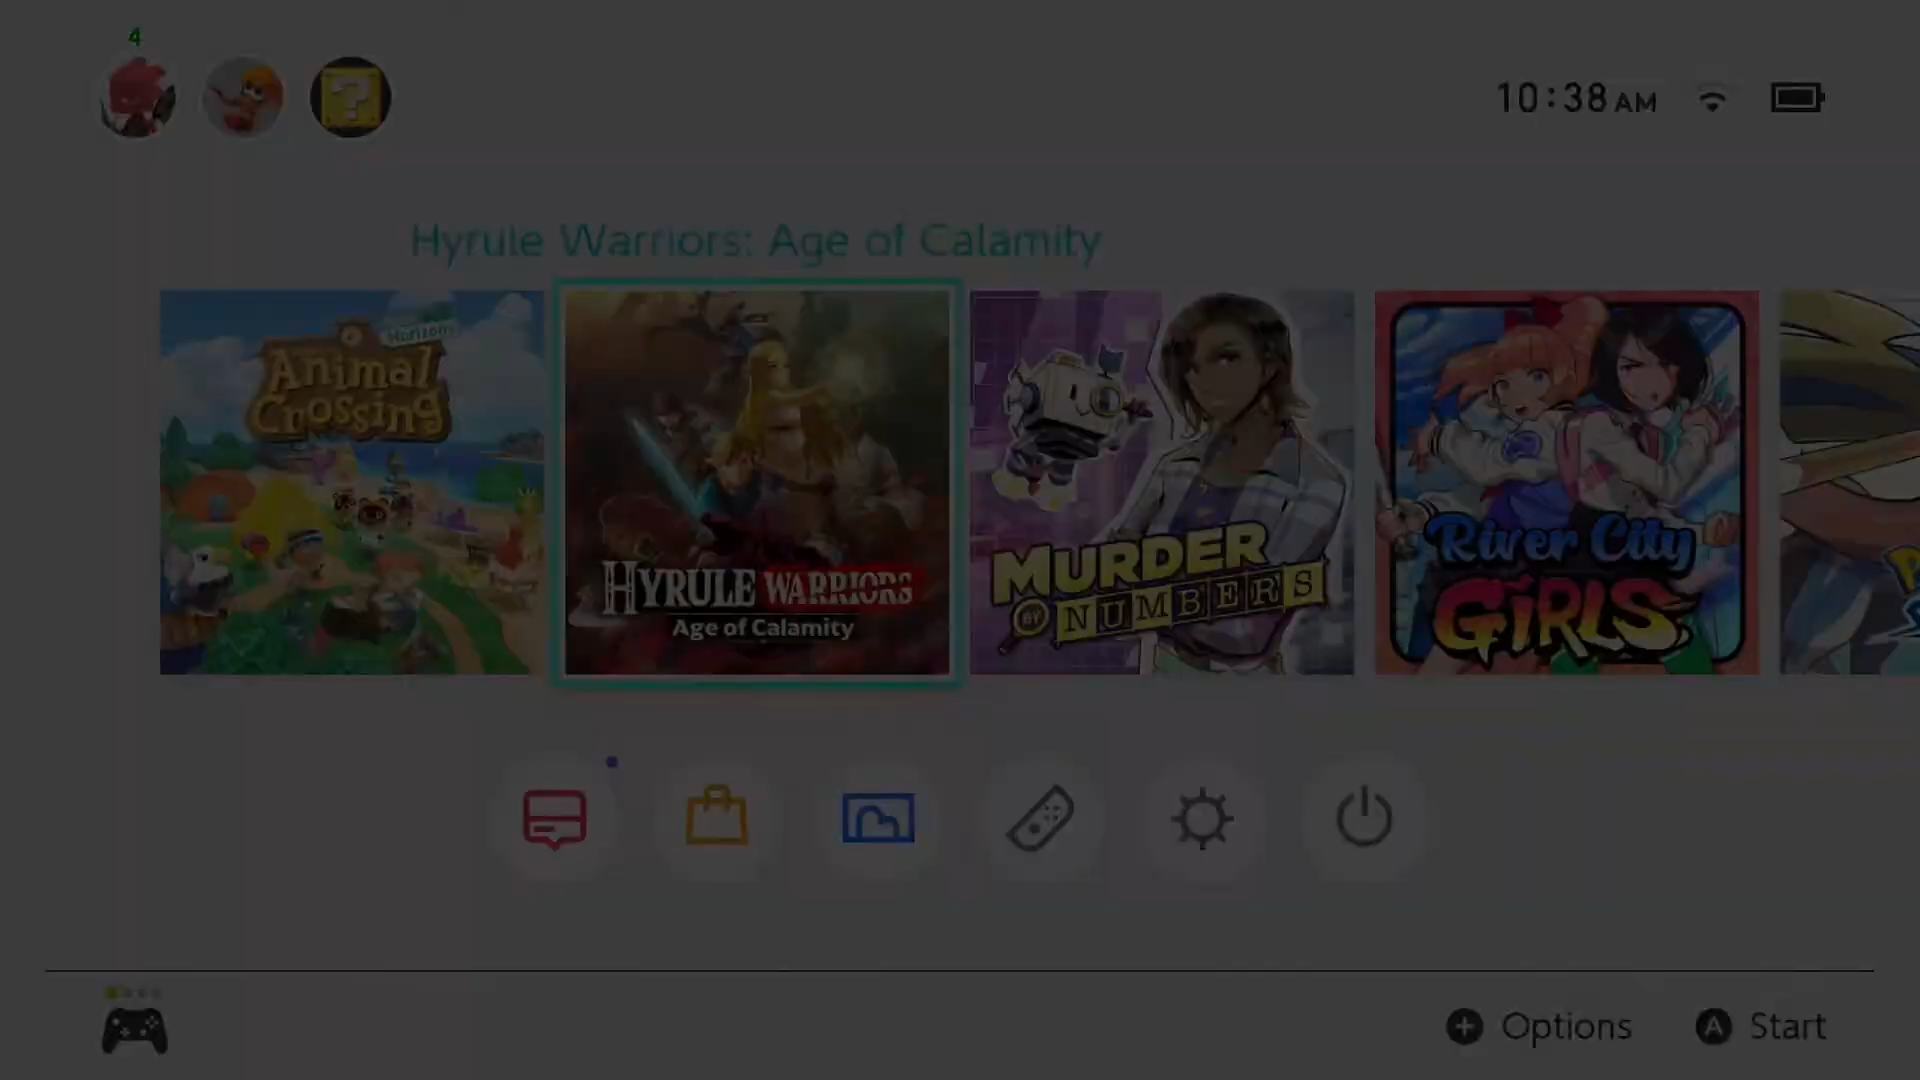 4
10:38 AM
Hyrule Warriors: Age of Calamity
Horizons
Animal
Crossing
HYRULE WARRIORS
Age of Calamity
MURDER
BY NUMBERS
River City
GIRLS
Options
A Start